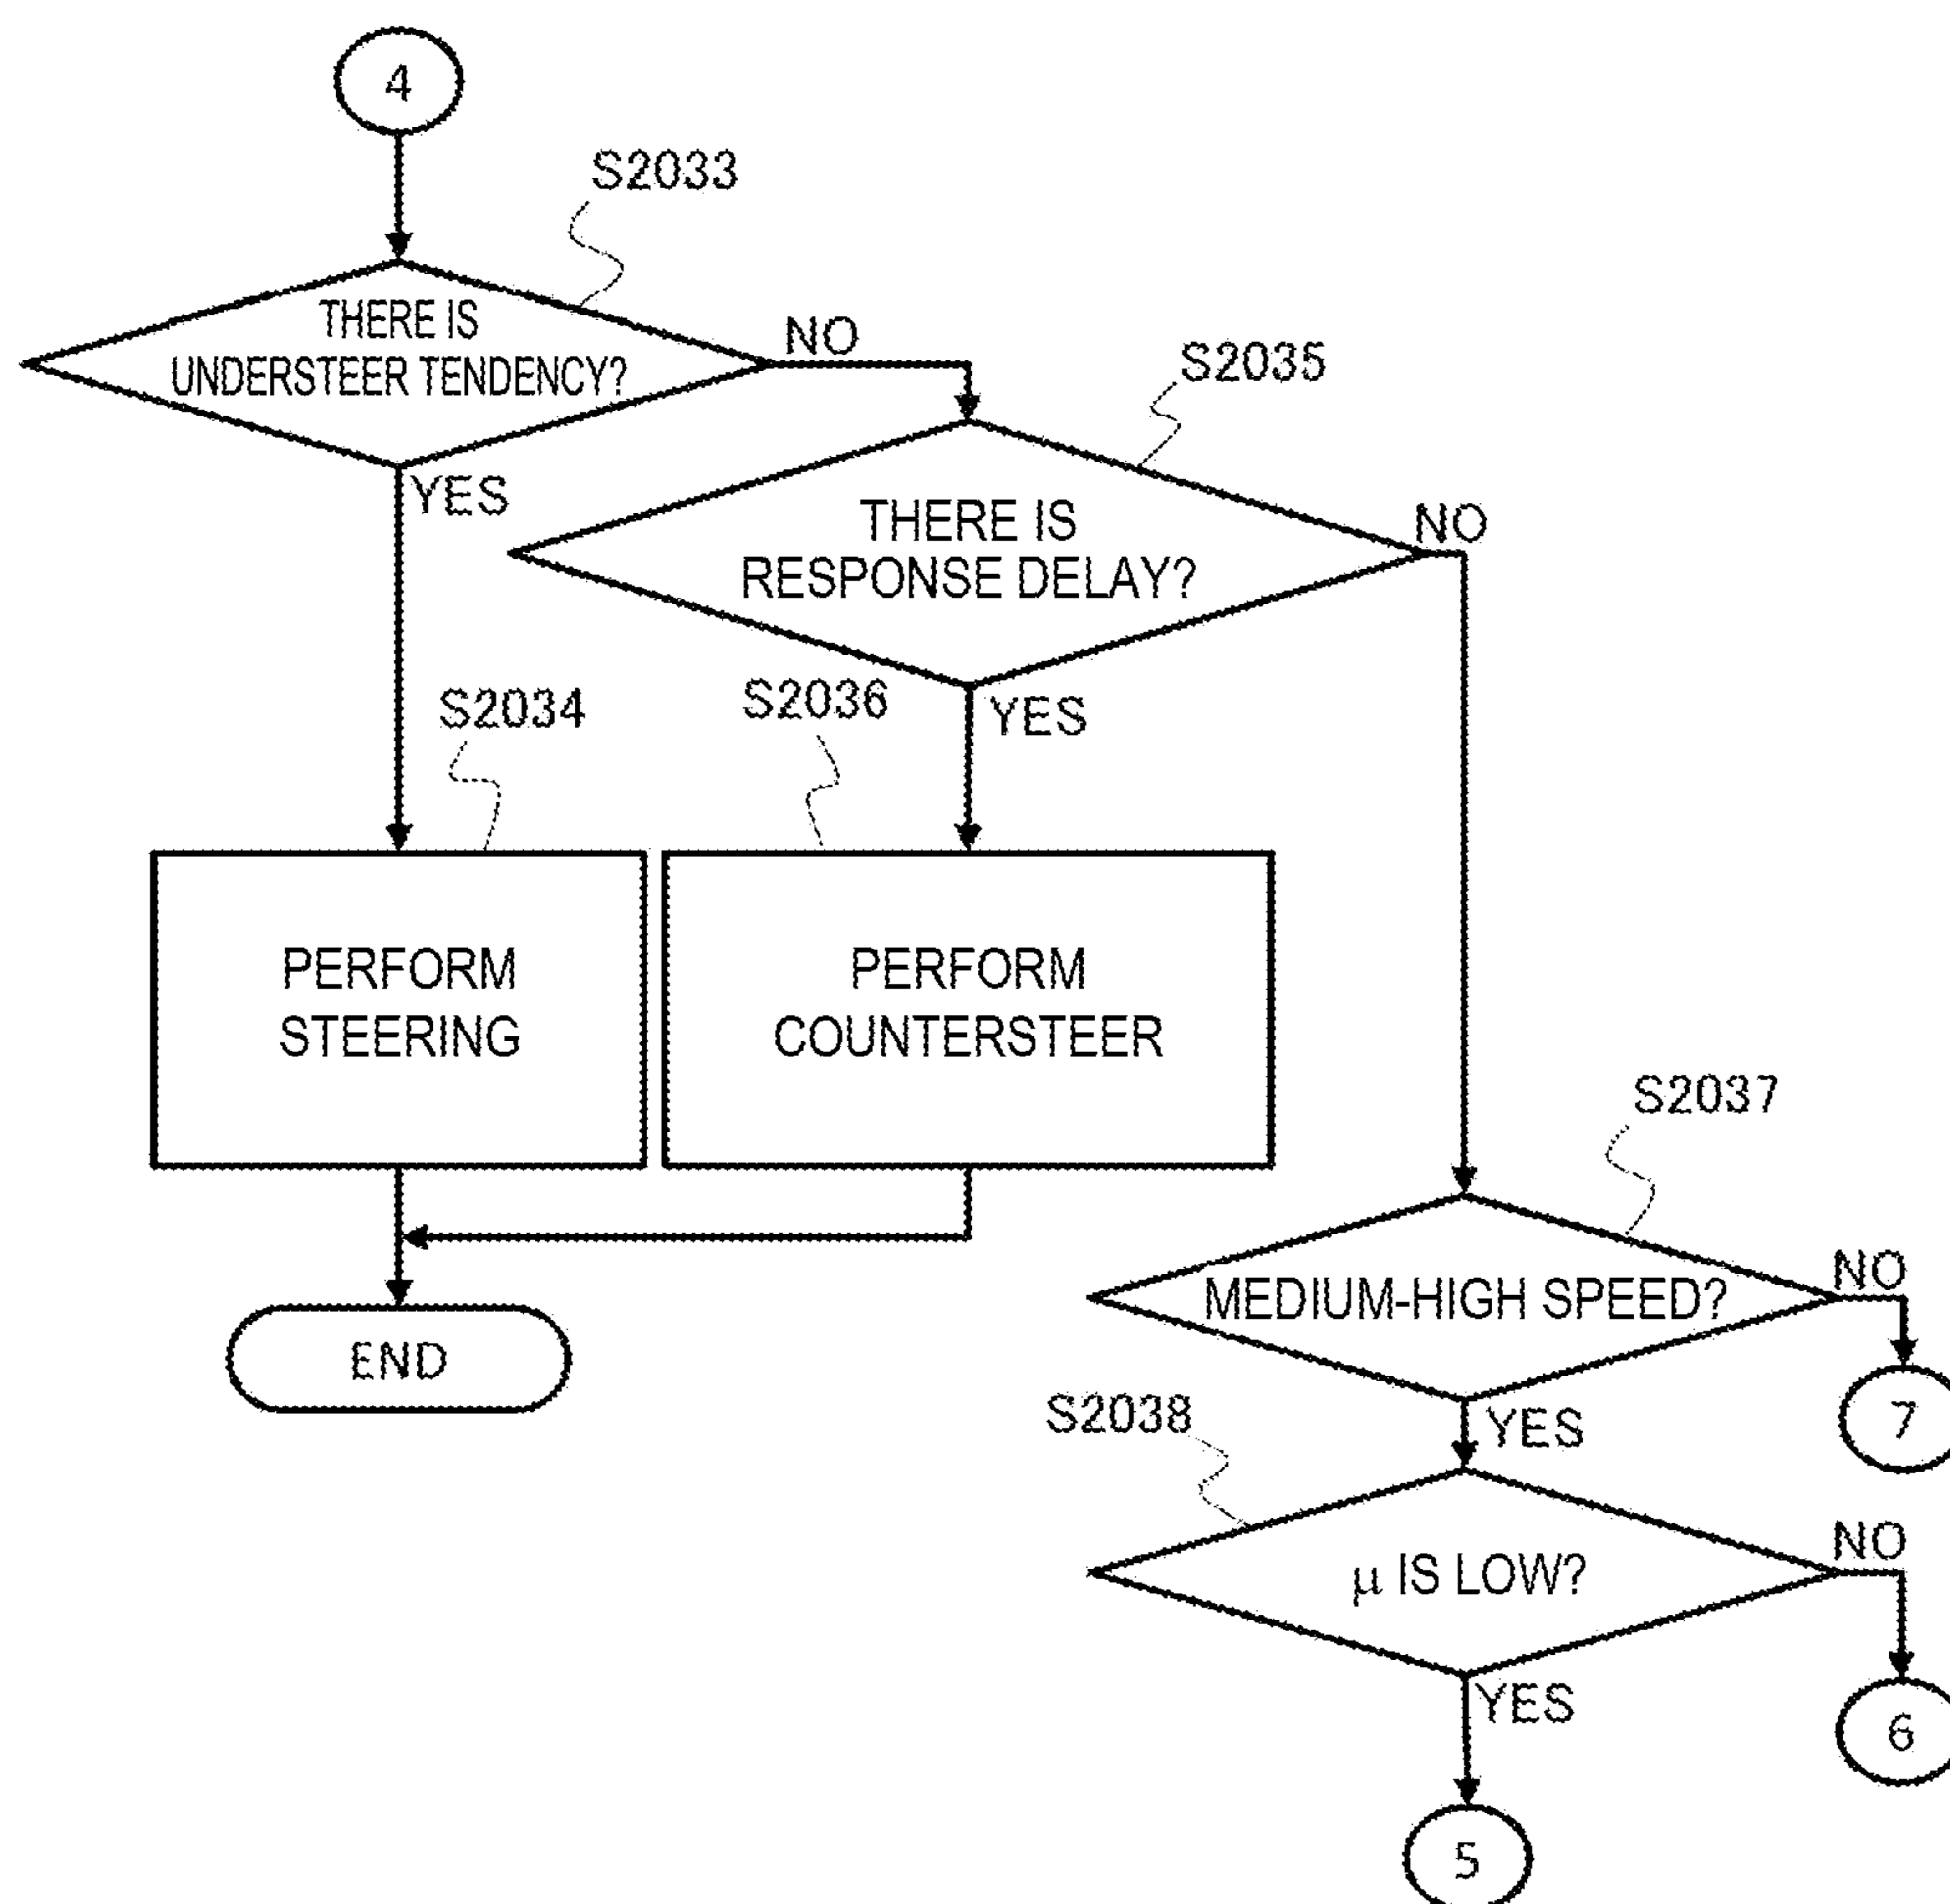 4
S2033
THERE IS
UNDERSTEER TENDENCY?
NO
YES
S2035
THERE IS
RESPONSE DELAY?
NO
YES
S2034
S2036
PERFORM
STEERING
PERFORM
COUNTERSTEER
END
S2037
MEDIUM-HIGH SPEED?
NO
7
YES
S2038
μ IS LOW?
NO
6
YES
5